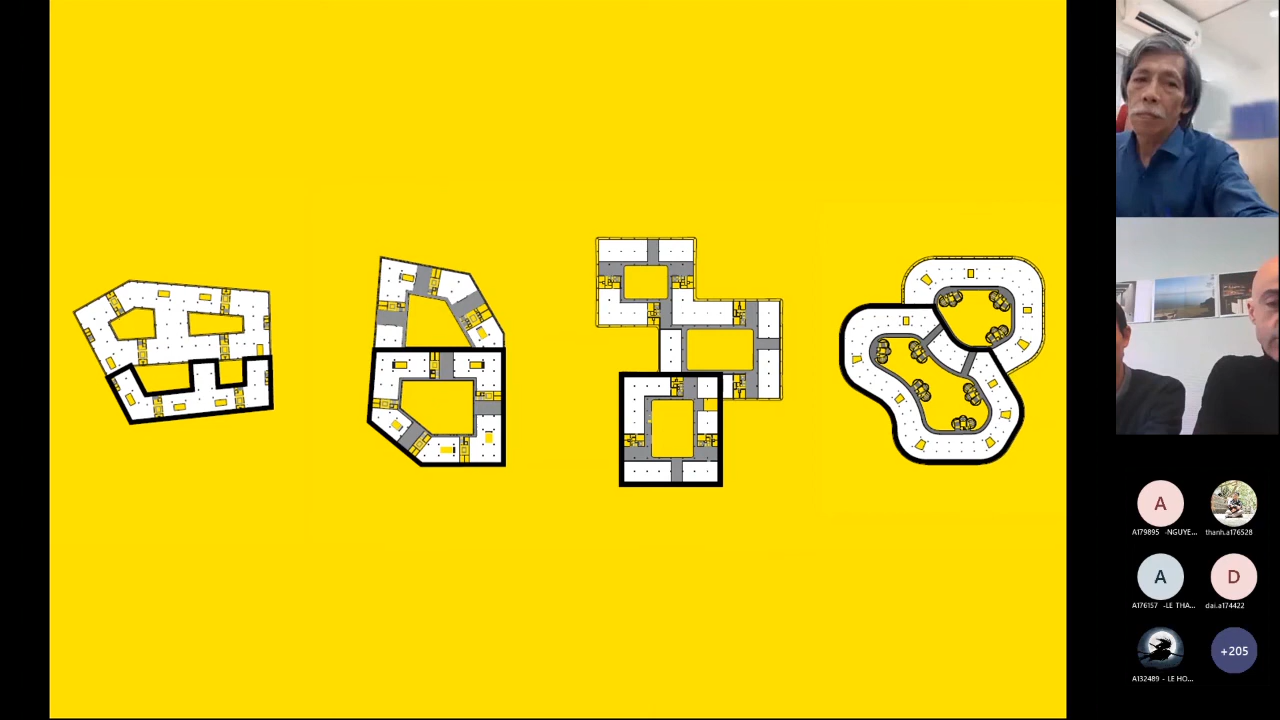 A
A179895 -NGUYE...
thanh.a176528
A
A176157 -LE THA...
D
dai.a174422
A132489 - LE HO...
+205